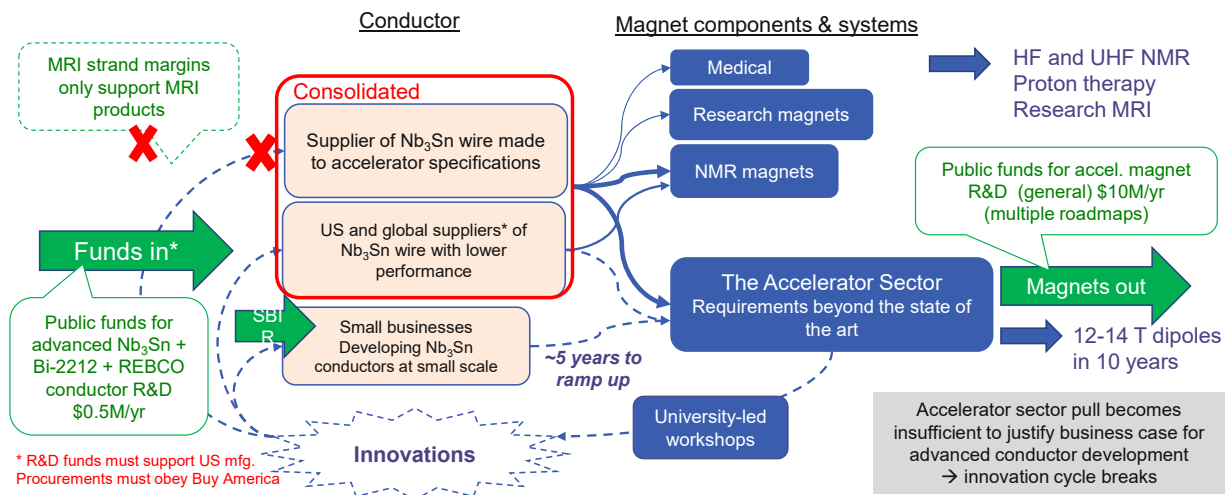 Conductor
Magnet components & systems
MRI strand margins
only support MRI
products
Consolidated
Supplier of Nb₃Sn wire made
to accelerator specifications
US and global suppliers* of
Nb₃Sn wire with lower
performance
Small businesses
Developing Nb₃Sn
conductors at small scale
Funds in*
SBI
R
Public funds for
advanced Nb₃Sn +
Bi-2212 + REBCO
conductor R&D
$0.5M/yr
* R&D funds must support US mfg.
Procurements must obey Buy America
Innovations
~5 years to
ramp up
University-led
workshops
Medical
Research magnets
NMR magnets
The Accelerator Sector
Requirements beyond the state of
the art
HF and UHF NMR
Proton therapy
Research MRI
Public funds for accel. magnet
R&D (general) $10M/yr
(multiple roadmaps)
Magnets out
12-14 T dipoles
in 10 years
Accelerator sector pull becomes
insufficient to justify business case for
advanced conductor development
→ innovation cycle breaks